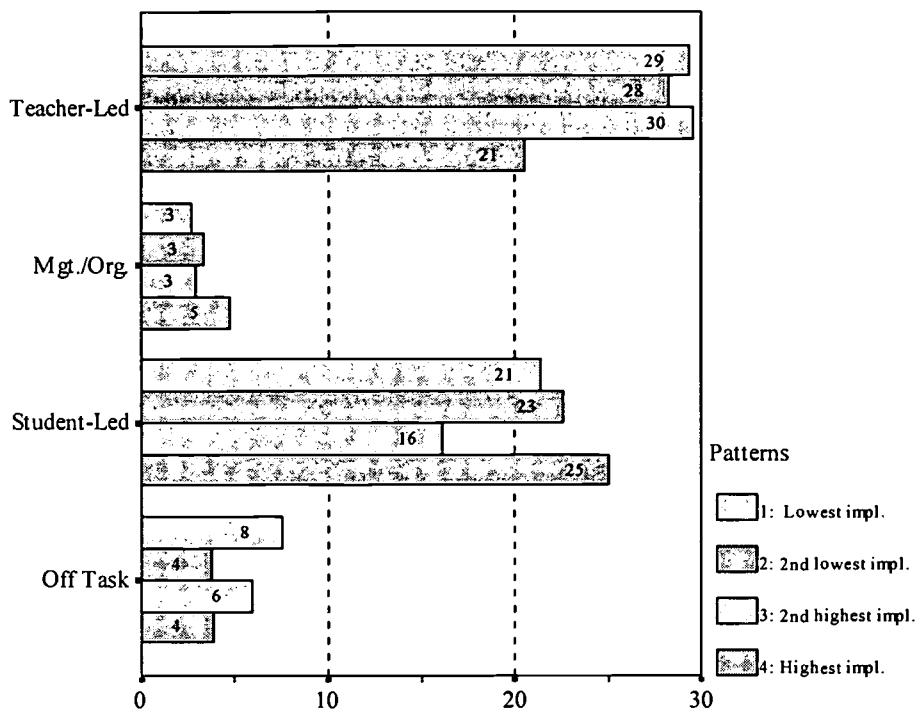 Teacher-Led
29
28
30
21
Mgt./Org.
3
3
3
5
Student-Led
21
23
16
25
Off Task
8
4
6
4
Patterns
1: Lowest impl.
2: 2nd lowest impl.
3: 2nd highest impl.
4: Highest impl.
0 10 20 30